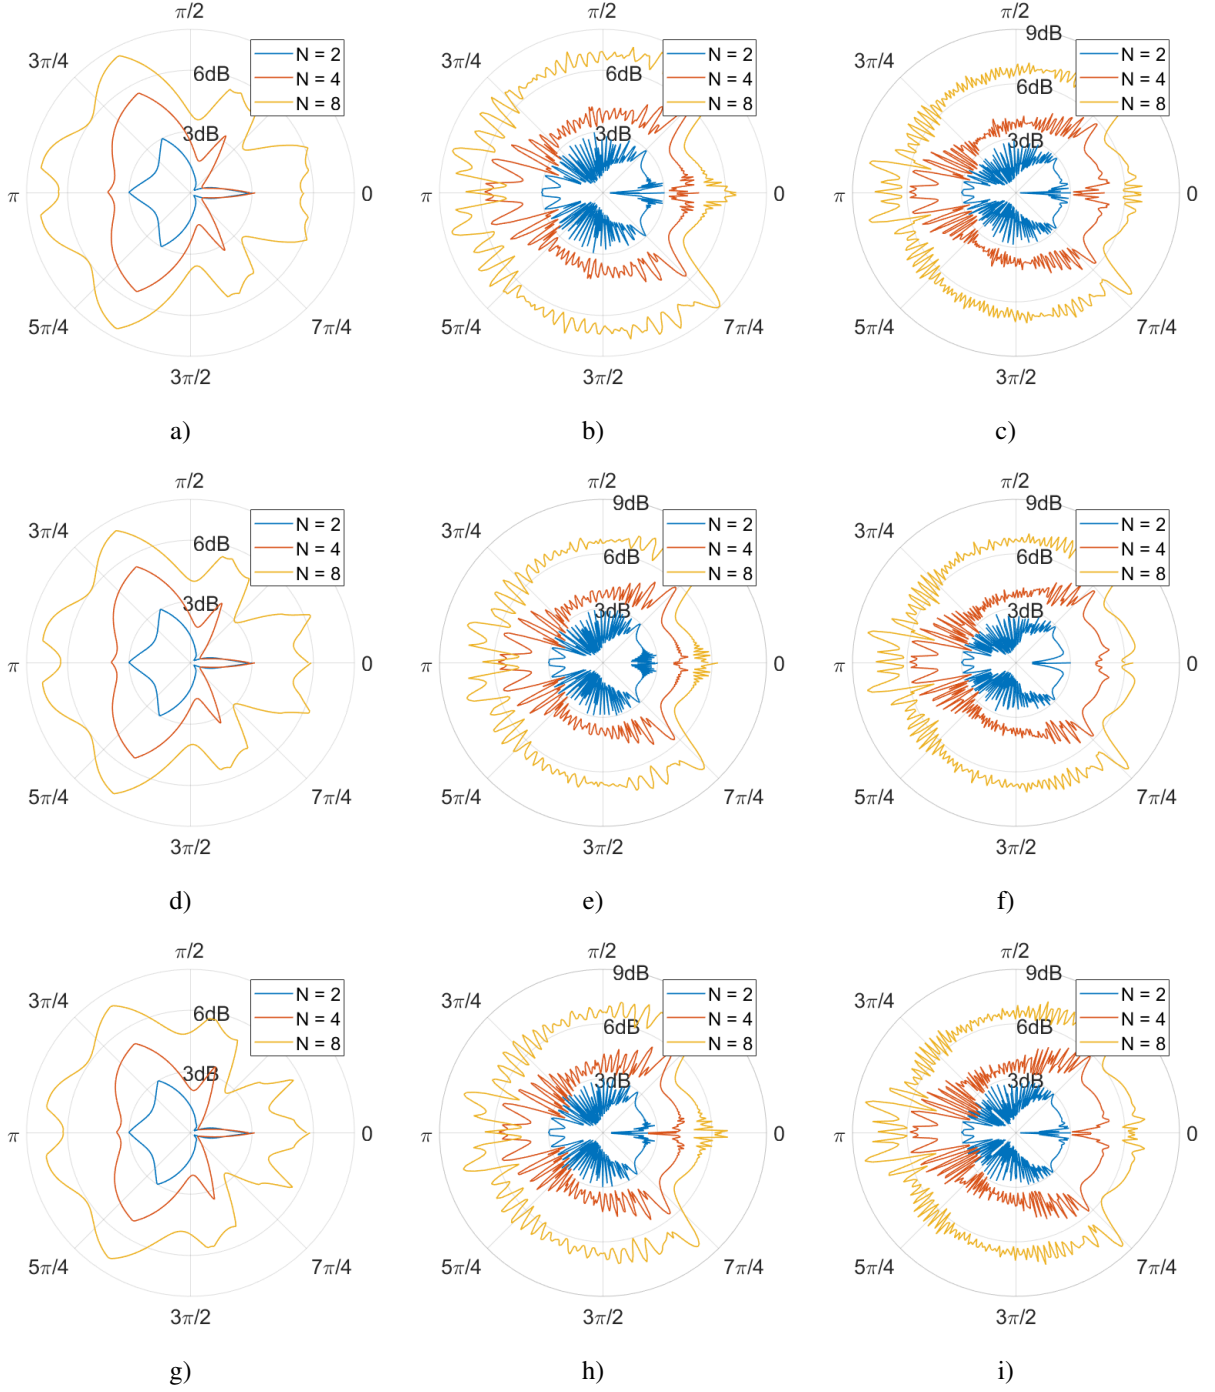 π/2 π/2 π/2
3π/4 N = 2 3π/4 N = 2 3π/4 9dB N = 2
6dB N = 4 6dB N = 4 6dB N = 4
N = 8 N = 8 N = 8
3dB 3dB 3dB
π 0 π 0 π 0
5π/4 7π/4 5π/4 7π/4 5π/4 7π/4
3π/2 3π/2 3π/2
a) b) c)
π/2 π/2 π/2
3π/4 N = 2 3π/4 9dB N = 2 3π/4 9dB N = 2
6dB N = 4 6dB N = 4 6dB N = 4
N = 8 N = 8 N = 8
3dB 3dB 3dB
π 0 π 0 π 0
5π/4 7π/4 5π/4 7π/4 5π/4 7π/4
3π/2 3π/2 3π/2
d) e) f)
π/2 π/2 π/2
3π/4 N = 2 3π/4 9dB N = 2 3π/4 9dB N = 2
6dB N = 4 6dB N = 4 6dB N = 4
N = 8 N = 8 N = 8
3dB 3dB 3dB
π 0 π 0 π 0
5π/4 7π/4 5π/4 7π/4 5π/4 7π/4
3π/2 3π/2 3π/2
g) h) i)